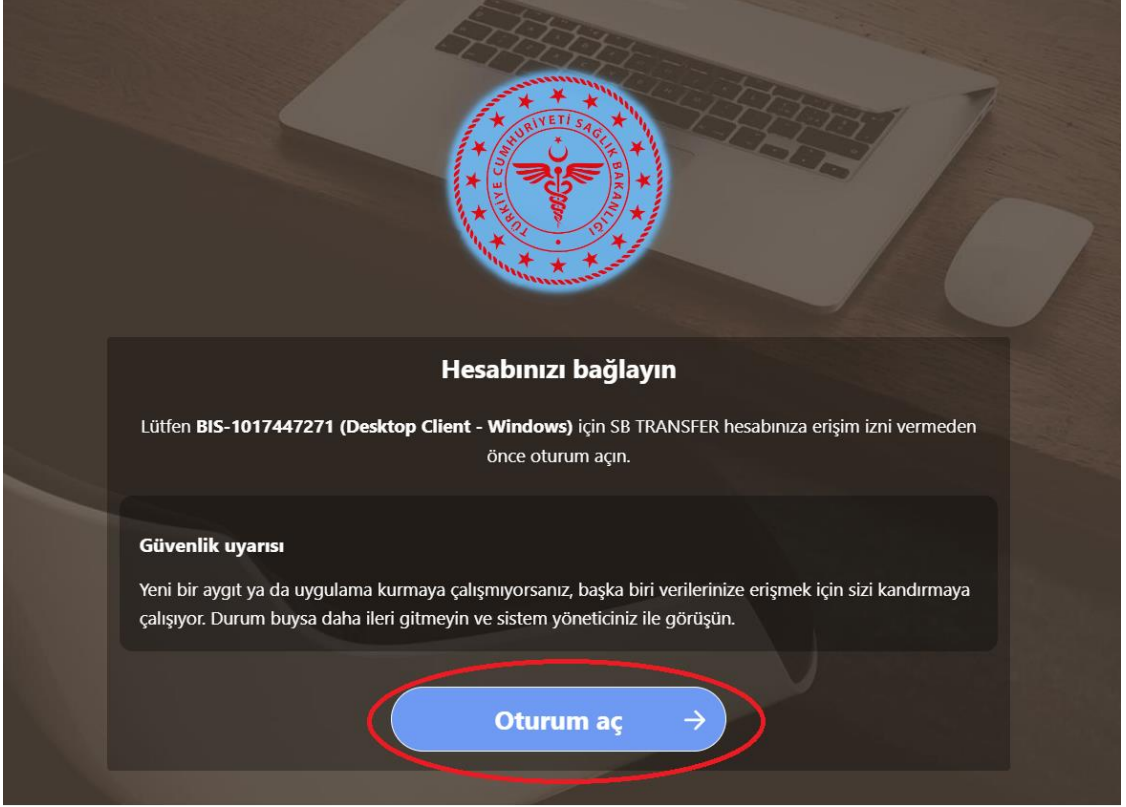 TÜRKİYE CUMHURİYETİ SAĞLIK BAKANLIĞI
Hesabınızı bağlayın
Lütfen BIS-1017447271 (Desktop Client - Windows) için SB TRANSFER hesabınıza erişim izni vermeden
önce oturum açın.
Güvenlik uyarısı
Yeni bir aygıt ya da uygulama kurmaya çalışmıyorsanız, başka biri verilerinize erişmek için sizi kandırmaya
çalışıyor. Durum buysa daha ileri gitmeyin ve sistem yöneticiniz ile görüşün.
Oturum aç